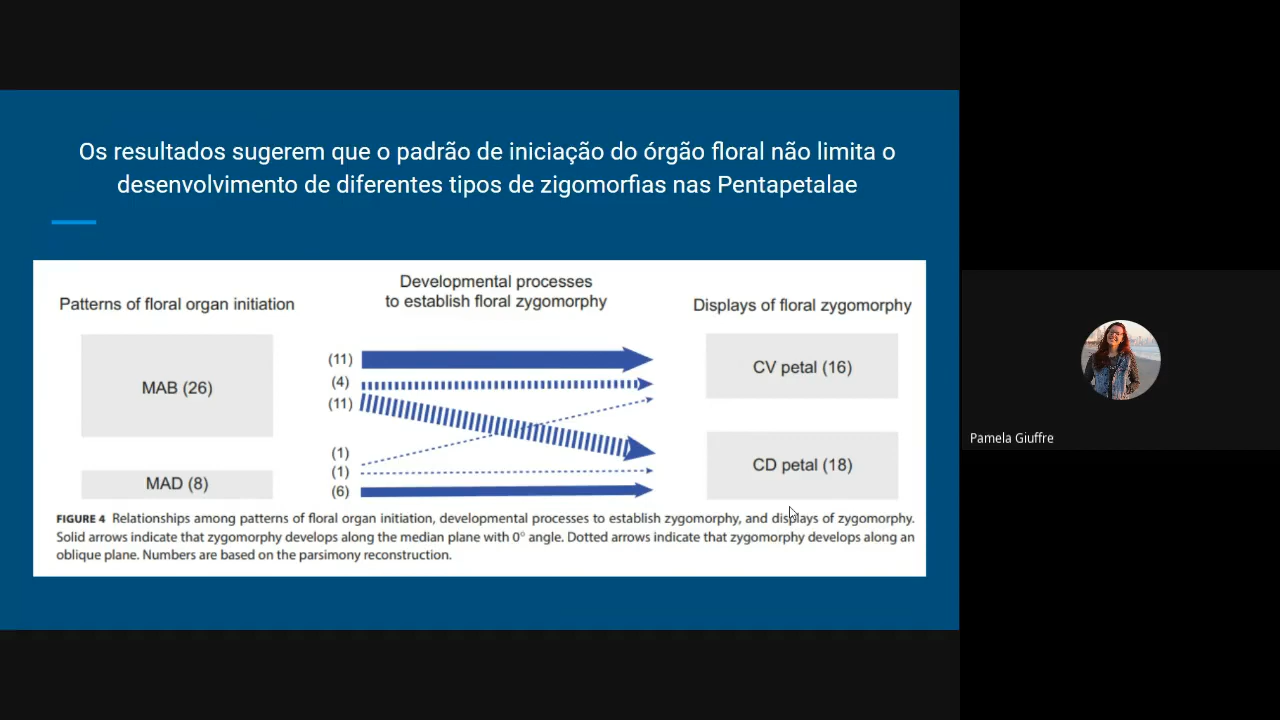 Os resultados sugerem que o padrão de iniciação do órgão floral não limita o
desenvolvimento de diferentes tipos de zigomorfias nas Pentapetalae
Developmental processes
to establish floral zygomorphy
Patterns of floral organ initiation
Displays of floral zygomorphy
MAB (26)
(11)
(4)
(11)
CV petal (16)
(1)
(1)
(6)
MAD (8)
CD petal (18)
FIGURE 4 Relationships among patterns of floral organ initiation, developmental processes to establish zygomorphy, and displays of zygomorphy.
Solid arrows indicate that zygomorphy develops along the median plane with 0° angle. Dotted arrows indicate that zygomorphy develops along an
oblique plane. Numbers are based on the parsimony reconstruction.
Pamela Giuffre